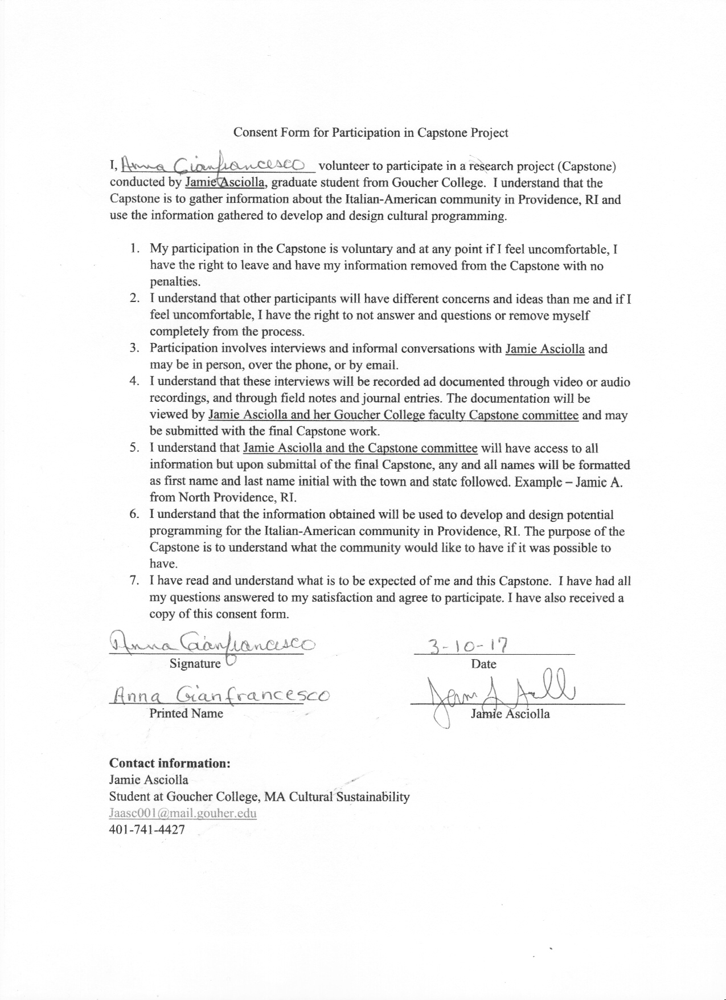 Consent Form for Participation in Capstone Project
I, Anna Gianfrancesco volunteer to participate in a research project (Capstone)
conducted by Jamie Asciolla, graduate student from Goucher College. I understand that the
Capstone is to gather information about the Italian-American community in Providence, RI and
use the information gathered to develop and design cultural programming.
1. My participation in the Capstone is voluntary and at any point if I feel uncomfortable, I
have the right to leave and have my information removed from the Capstone with no
penalties.
2. I understand that other participants will have different concerns and ideas than me and if I
feel uncomfortable, I have the right to not answer and questions or remove myself
completely from the process.
3. Participation involves interviews and informal conversations with Jamie Asciolla and
may be in person, over the phone, or by email.
4. I understand that these interviews will be recorded ad documented through video or audio
recordings, and through field notes and journal entries. The documentation will be
viewed by Jamie Asciolla and her Goucher College faculty Capstone committee and may
be submitted with the final Capstone work.
5. I understand that Jamie Asciolla and the Capstone committee will have access to all
information but upon submittal of the final Capstone, any and all names will be formatted
as first name and last name initial with the town and state followed. Example – Jamie A.
from North Providence, RI.
6. I understand that the information obtained will be used to develop and design potential
programming for the Italian-American community in Providence, RI. The purpose of the
Capstone is to understand what the community would like to have if it was possible to
have.
7. I have read and understand what is to be expected of me and this Capstone. I have had all
my questions answered to my satisfaction and agree to participate. I have also received a
copy of this consent form.
Anna Gianfrancesco 3-10-17
Signature Date
Anna Gianfrancesco
Printed Name Jamie Asciolla
Contact information:
Jamie Asciolla
Student at Goucher College, MA Cultural Sustainability
Jaasc001@mail.gouher.edu
401-741-4427